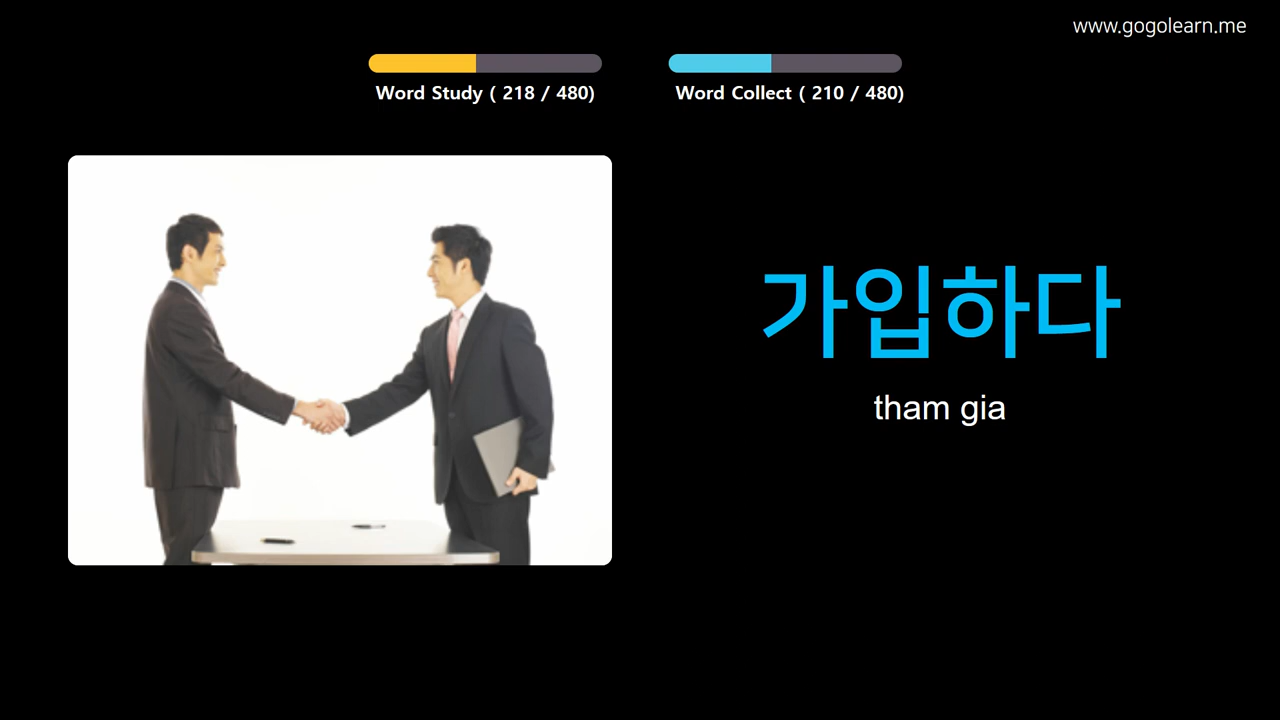 www.gogolearn.me
Word Study ( 218 / 480)
Word Collect ( 210 / 480)
가입하다
tham gia